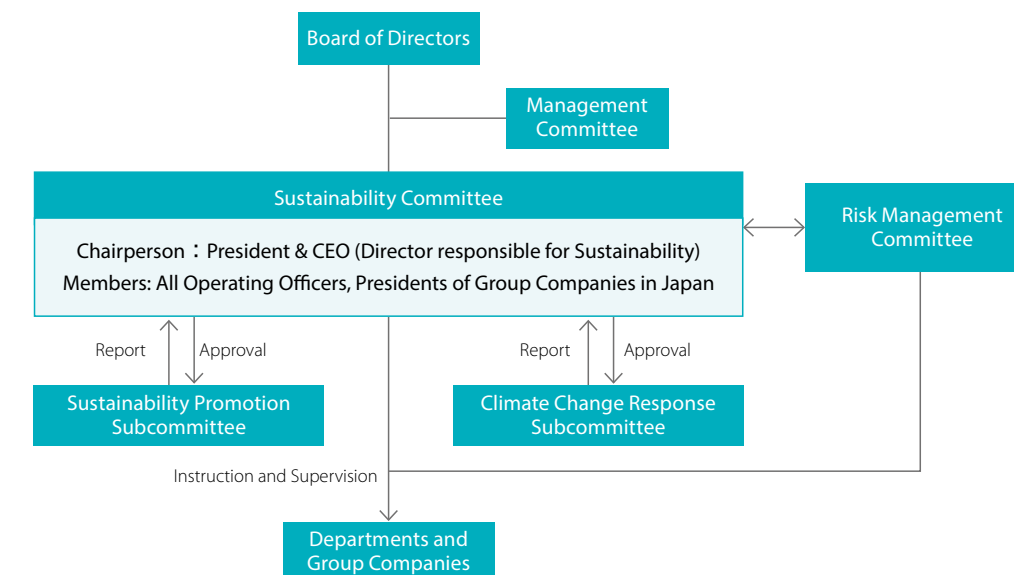 Board of Directors
Management
Committee
Sustainability Committee
Chairperson：President & CEO (Director responsible for Sustainability)
Members: All Operating Officers, Presidents of Group Companies in Japan
Risk Management
Committee
Report
Approval
Report
Approval
Sustainability Promotion
Subcommittee
Climate Change Response
Subcommittee
Instruction and Supervision
Departments and
Group Companies